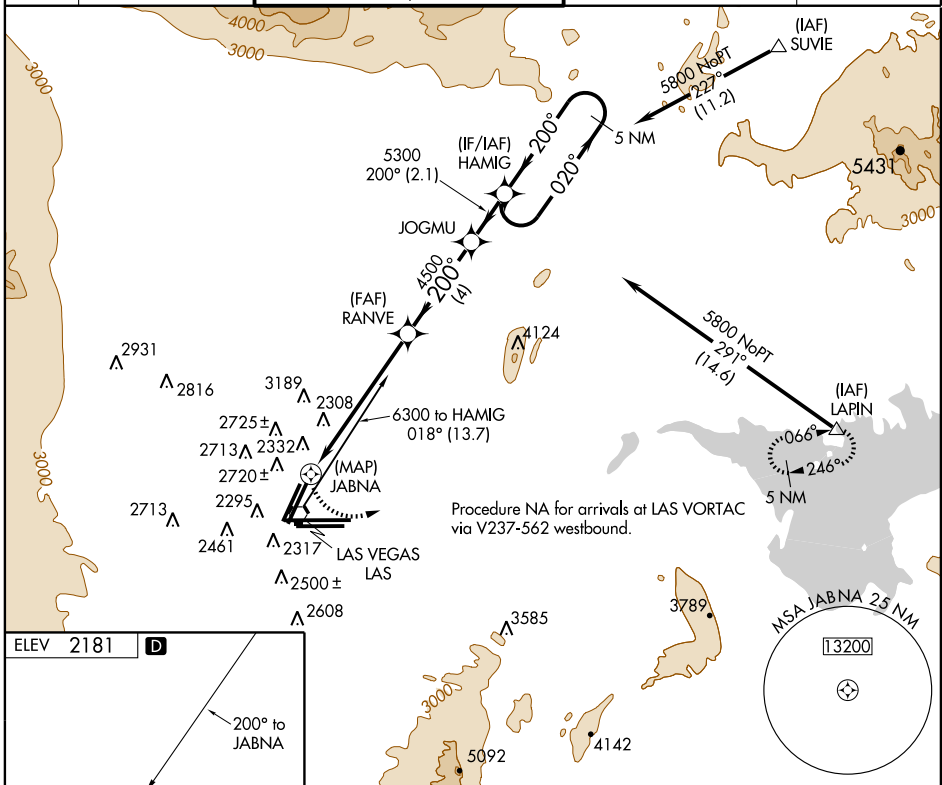 4000
3000
3000
(IAF)
SUVIE
5800 NoPT
227°
(11.2)
5 NM
200°
020°
(IF/IAF)
HAMIG
5300
200° (2.1)
5431
3000
JOGMU
4500
200°
(4)
(FAF)
RANVE
4124
5800 NoPT
291°
(14.6)
(IAF)
LAPIN
066°
246°
5 NM
2931
2816
3189
2308
2725 ±
2713
2332
2720 ±
6300 to HAMIG
018° (13.7)
(MAP)
JABNA
3000
2713
2295
2461
2317
LAS VEGAS
LAS
2500 ±
2608
Procedure NA for arrivals at LAS VORTAC
via V237-562 westbound.
3789
3585
3000
5092
4142
MSA JABNA 25 NM
13200
ELEV 2181 D
200° to
JABNA